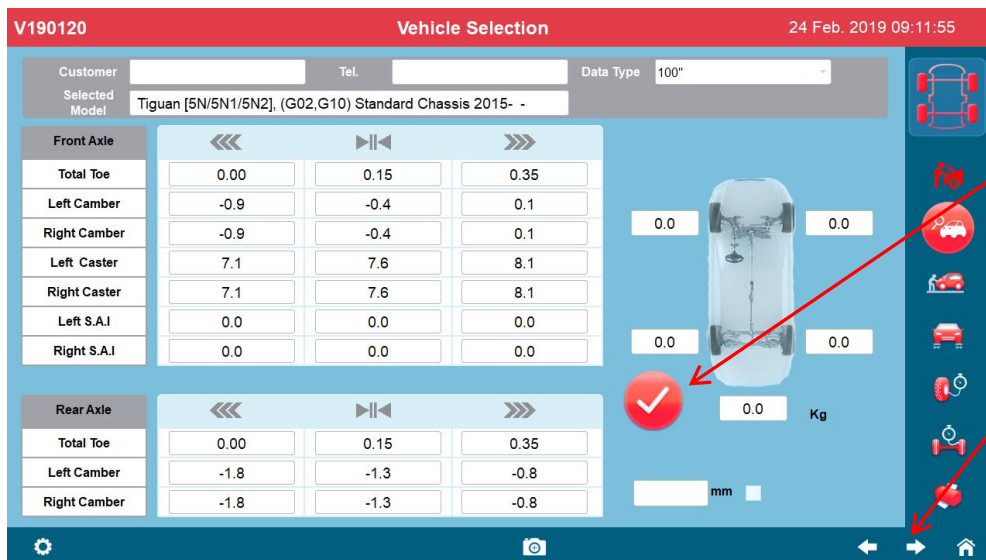 V190120 Vehicle Selection 24 Feb. 2019 09:11:55
Customer Tel. Data Type 100"
Selected Model Tiguan [5N/5N1/5N2], (G02,G10) Standard Chassis 2015- -
Front Axle
Total Toe 0.00 0.15 0.35
Left Camber -0.9 -0.4 0.1
Right Camber -0.9 -0.4 0.1
Left Caster 7.1 7.6 8.1
Right Caster 7.1 7.6 8.1
Left S.A.I 0.0 0.0 0.0
Right S.A.I 0.0 0.0 0.0
0.0 0.0
0.0 0.0
0.0 Kg
Rear Axle
Total Toe 0.00 0.15 0.35
Left Camber -1.8 -1.3 -0.8
Right Camber -1.8 -1.3 -0.8
mm